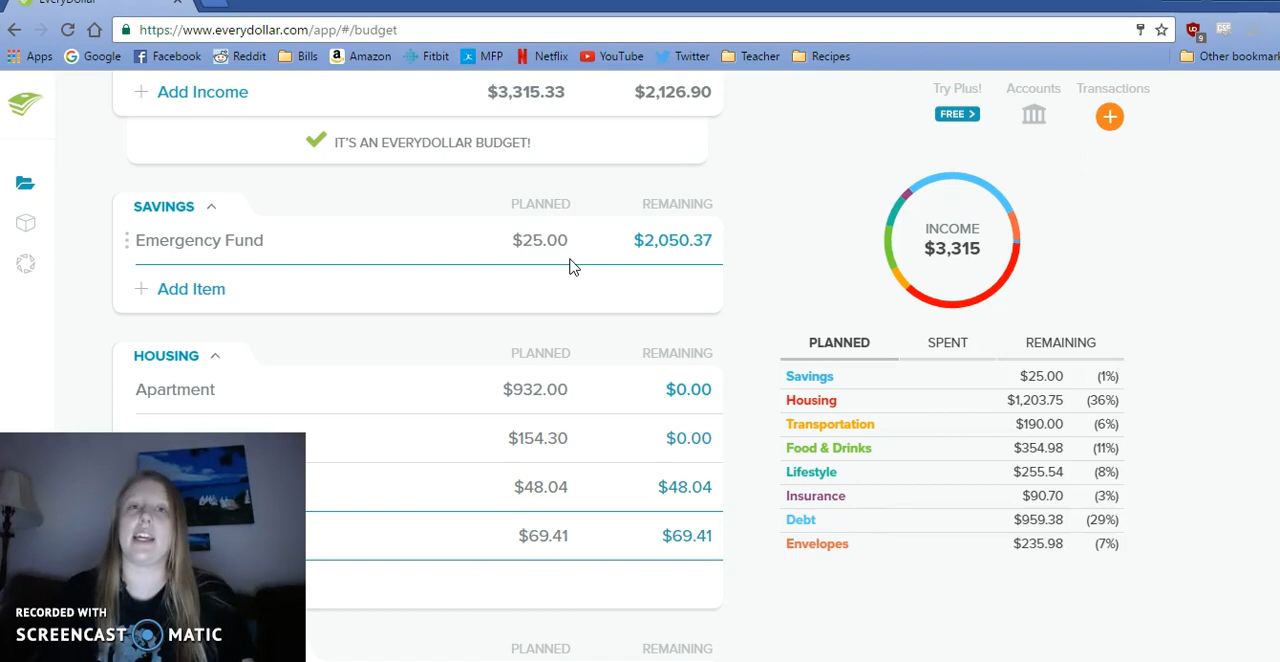 EveryDollar
https://www.everydollar.com/app/#/budget
9
Apps Google Facebook Reddit Bills Amazon Fitbit MFP Netflix YouTube Twitter Teacher Recipes Other bookmar
+ Add Income $3,315.33 $2,126.90
IT'S AN EVERYDOLLAR BUDGET!
Try Plus! Accounts Transactions
FREE >
SAVINGS PLANNED REMAINING
Emergency Fund $25.00 $2,050.37
+ Add Item
HOUSING PLANNED REMAINING
Apartment $932.00 $0.00
$154.30 $0.00
$48.04 $48.04
$69.41 $69.41
PLANNED REMAINING
INCOME
$3,315
PLANNED SPENT REMAINING
Savings $25.00 (1%)
Housing $1,203.75 (36%)
Transportation $190.00 (6%)
Food & Drinks $354.98 (11%)
Lifestyle $255.54 (8%)
Insurance $90.70 (3%)
Debt $959.38 (29%)
Envelopes $235.98 (7%)
RECORDED WITH
SCREENCAST MATIC